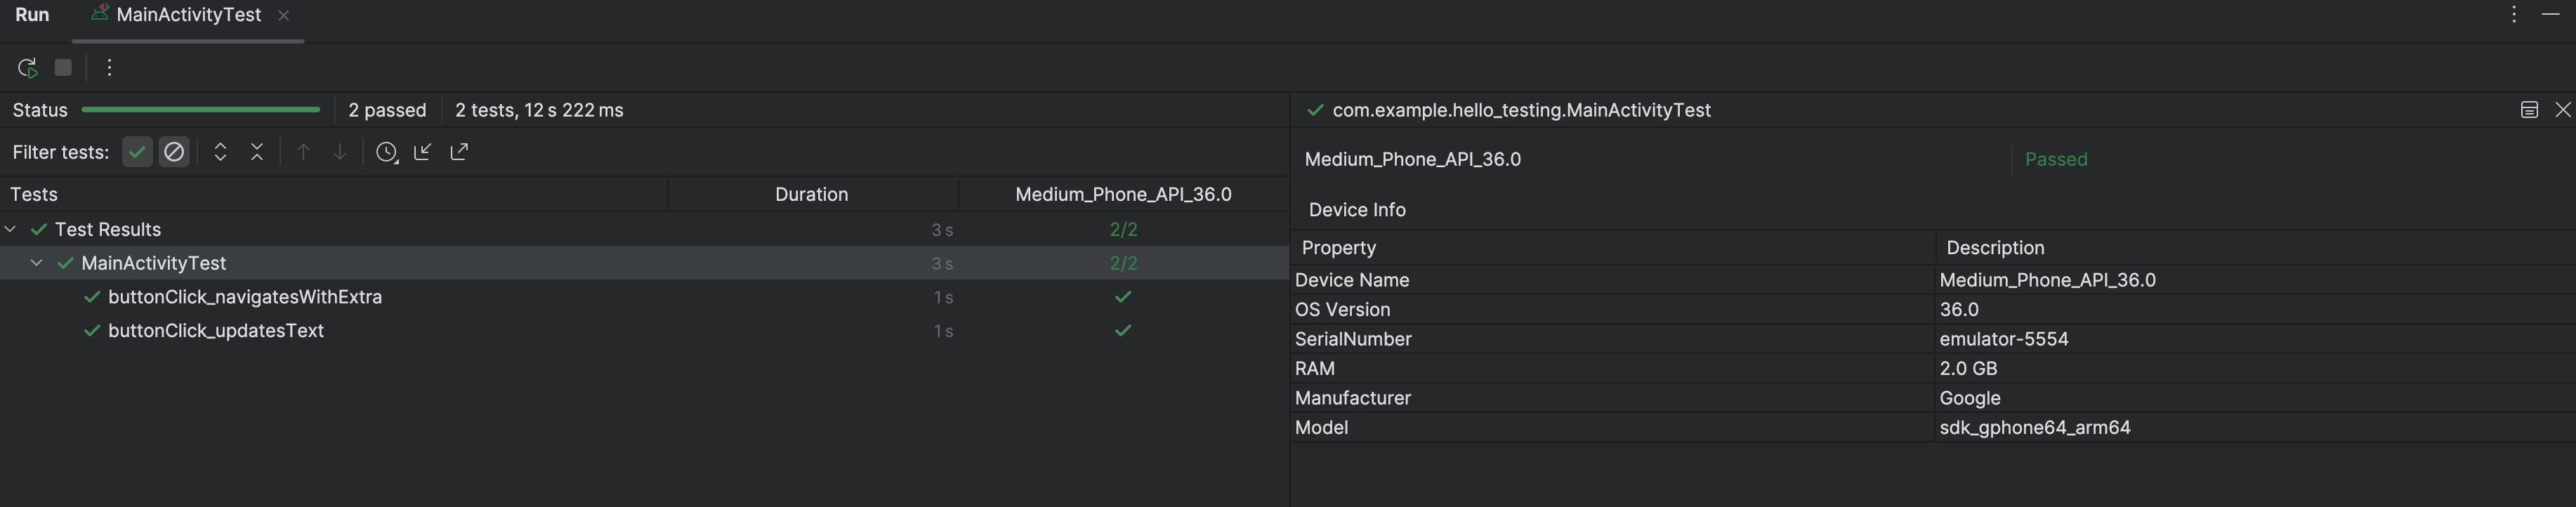 Run MainActivityTest
Status 2 passed 2 tests, 12 s 222 ms
Filter tests:
Tests Duration Medium_Phone_API_36.0
Test Results 3 s 2/2
MainActivityTest 3 s 2/2
buttonClick_navigatesWithExtra 1 s
buttonClick_updatesText 1 s
com.example.hello_testing.MainActivityTest
Medium_Phone_API_36.0 Passed
Device Info
Property Description
Device Name Medium_Phone_API_36.0
OS Version 36.0
SerialNumber emulator-5554
RAM 2.0 GB
Manufacturer Google
Model sdk_gphone64_arm64